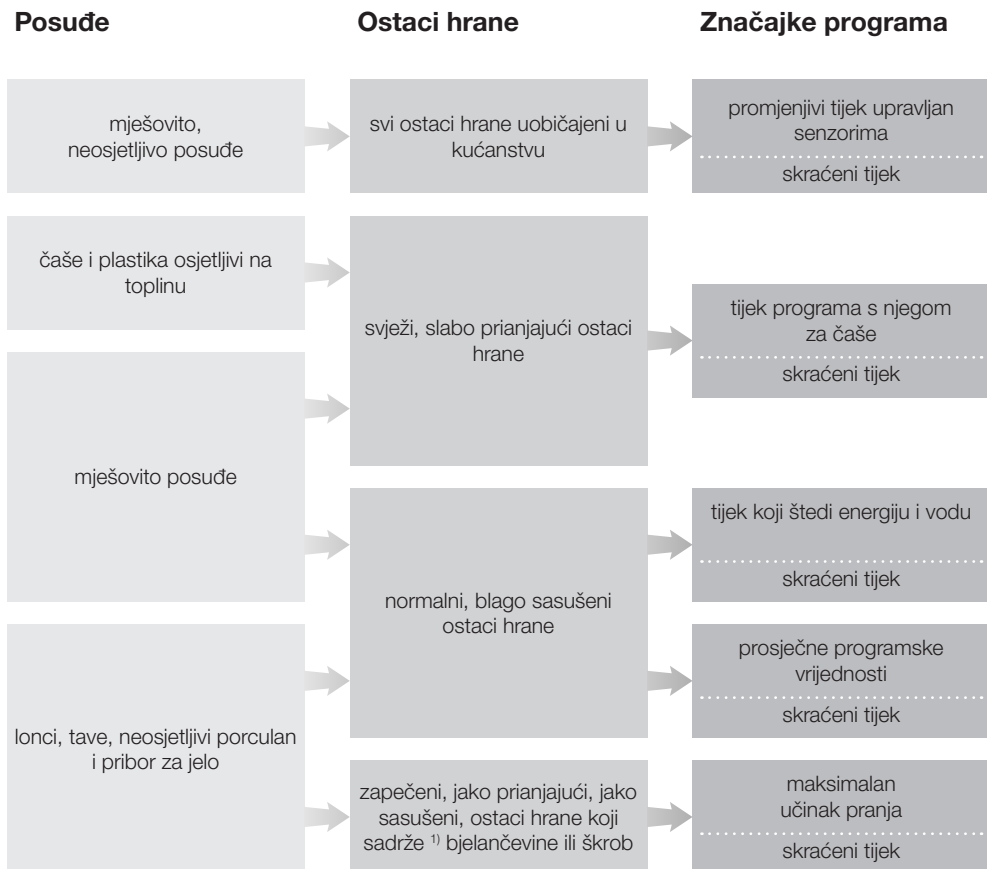 Posuđe
Ostaci hrane
Značajke programa
mješovito,
neosjetljivo posuđe
svi ostaci hrane uobičajeni u
kućanstvu
promjenjivi tijek upravljan
senzorima
skraćeni tijek
čaše i plastika osjetljivi na
toplinu
svježi, slabo prianjajući ostaci
hrane
tijek programa s njegom
za čaše
skraćeni tijek
mješovito posuđe
normalni, blago sasušeni
ostaci hrane
tijek koji štedi energiju i vodu
skraćeni tijek
prosječne programske
vrijednosti
skraćeni tijek
lonci, tave, neosjetljivi porculan
i pribor za jelo
zapečeni, jako prianjajući, jako
sasušeni, ostaci hrane koji
sadrže 1) bjelančevine ili škrob
maksimalan
učinak pranja
skraćeni tijek